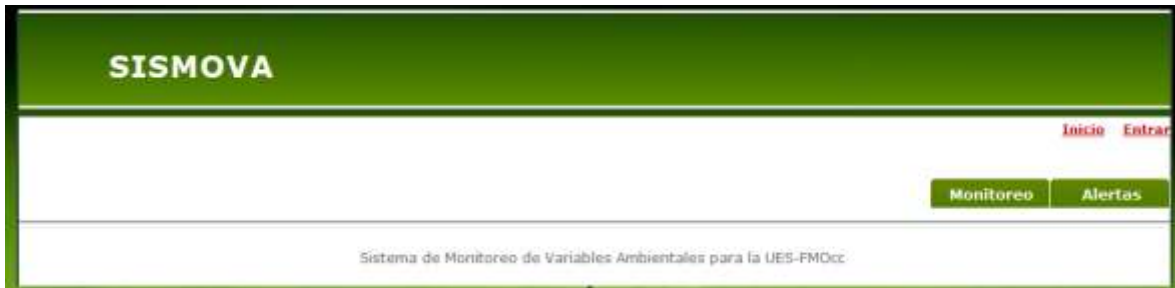 SISMOVA
Inicio Entrar
Monitoreo Alertas
Sistema de Monitoreo de Variables Ambientales para la UES-FMOcc